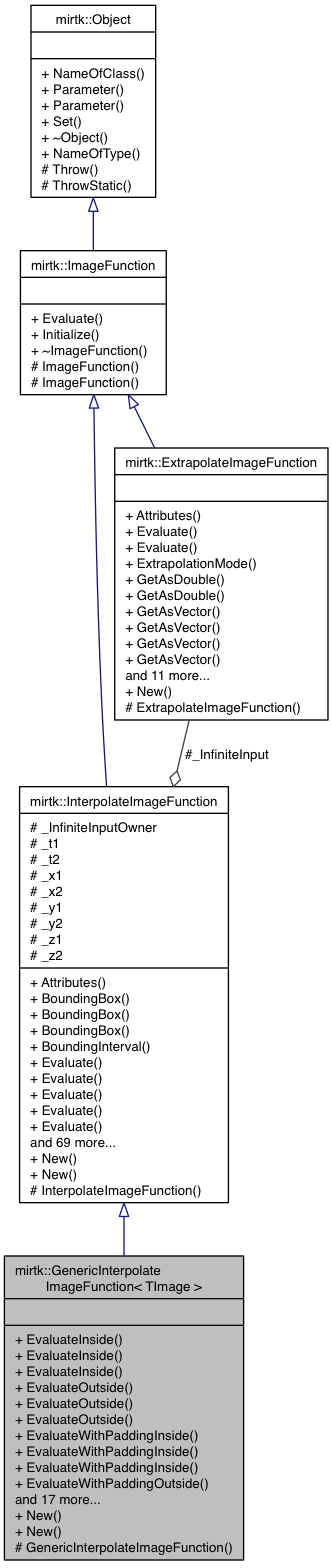 mirtk::Object
+ NameOfClass()
+ Parameter()
+ Parameter()
+ Set()
+ ~Object()
+ NameOfType()
# Throw()
# ThrowStatic()
mirtk::ImageFunction
+ Evaluate()
+ Initialize()
+ ~ImageFunction()
# ImageFunction()
# ImageFunction()
mirtk::ExtrapolateImageFunction
+ Attributes()
+ Evaluate()
+ Evaluate()
+ ExtrapolationMode()
+ GetAsDouble()
+ GetAsDouble()
+ GetAsVector()
+ GetAsVector()
+ GetAsVector()
+ GetAsVector()
and 11 more...
+ New()
# ExtrapolateImageFunction()
#_InfiniteInput
mirtk::InterpolateImageFunction
# _InfiniteInputOwner
# _t1
# _t2
# _x1
# _x2
# _y1
# _y2
# _z1
# _z2
+ Attributes()
+ BoundingBox()
+ BoundingBox()
+ BoundingBox()
+ BoundingInterval()
+ Evaluate()
+ Evaluate()
+ Evaluate()
+ Evaluate()
+ Evaluate()
and 69 more...
+ New()
+ New()
# InterpolateImageFunction()
mirtk::GenericInterpolate
ImageFunction< TImage >
+ EvaluateInside()
+ EvaluateInside()
+ EvaluateInside()
+ EvaluateOutside()
+ EvaluateOutside()
+ EvaluateOutside()
+ EvaluateWithPaddingInside()
+ EvaluateWithPaddingInside()
+ EvaluateWithPaddingInside()
+ EvaluateWithPaddingOutside()
and 17 more...
+ New()
+ New()
# GenericInterpolateImageFunction()